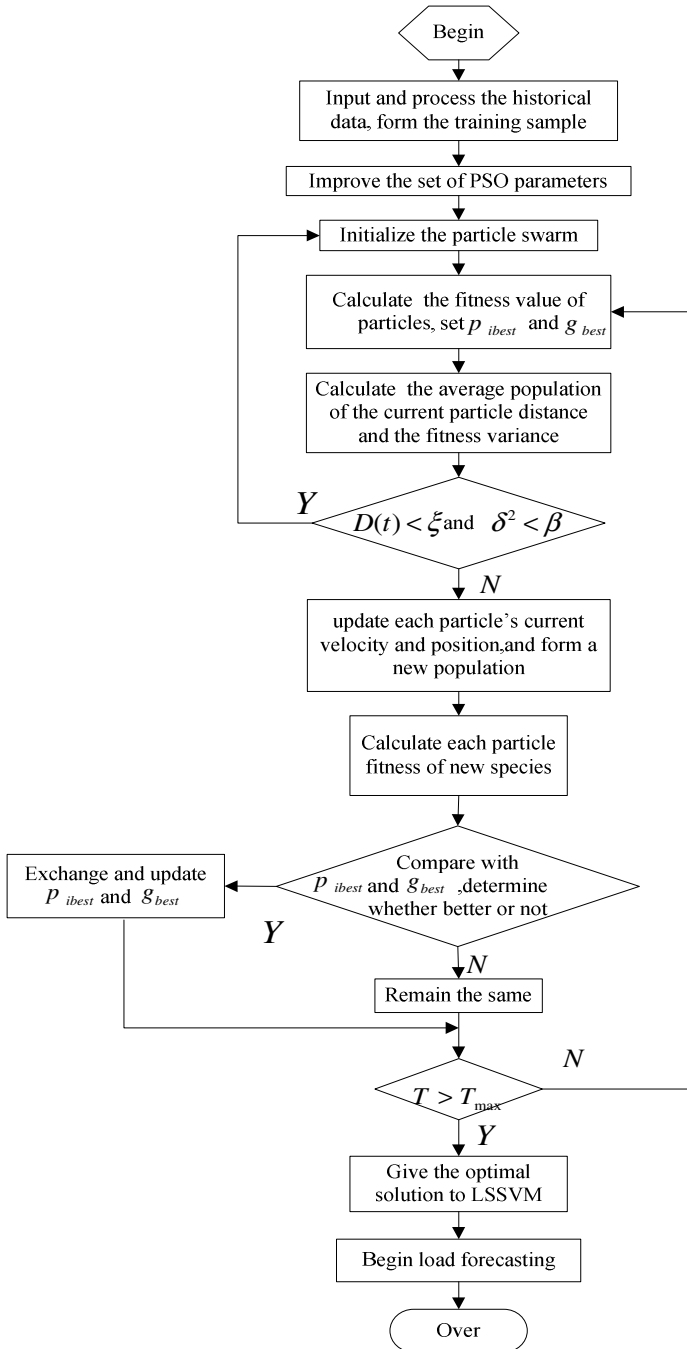 Begin
Input and process the historical
data, form the training sample
Improve the set of PSO parameters
Initialize the particle swarm
Calculate the fitness value of
particles, set p ibest and g best
Calculate the average population
of the current particle distance
and the fitness variance
Y
D(t) < ξ and δ² < β
N
update each particle's current
velocity and position,and form a
new population
Calculate each particle
fitness of new species
Compare with
p ibest and g best ,determine
whether better or not
Exchange and update
p ibest and g best
Y
N
Remain the same
N
T > Tmax
Y
Give the optimal
solution to LSSVM
Begin load forecasting
Over